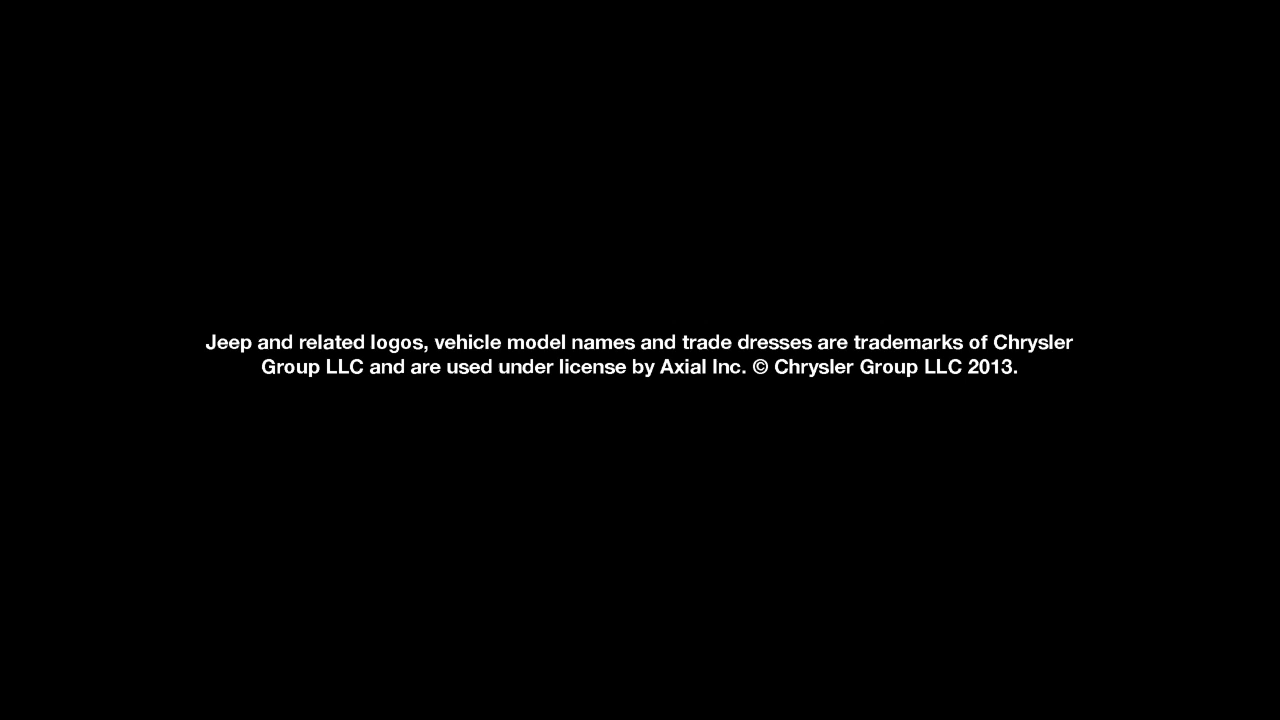 Jeep and related logos, vehicle model names and trade dresses are trademarks of Chrysler
Group LLC and are used under license by Axial Inc. © Chrysler Group LLC 2013.